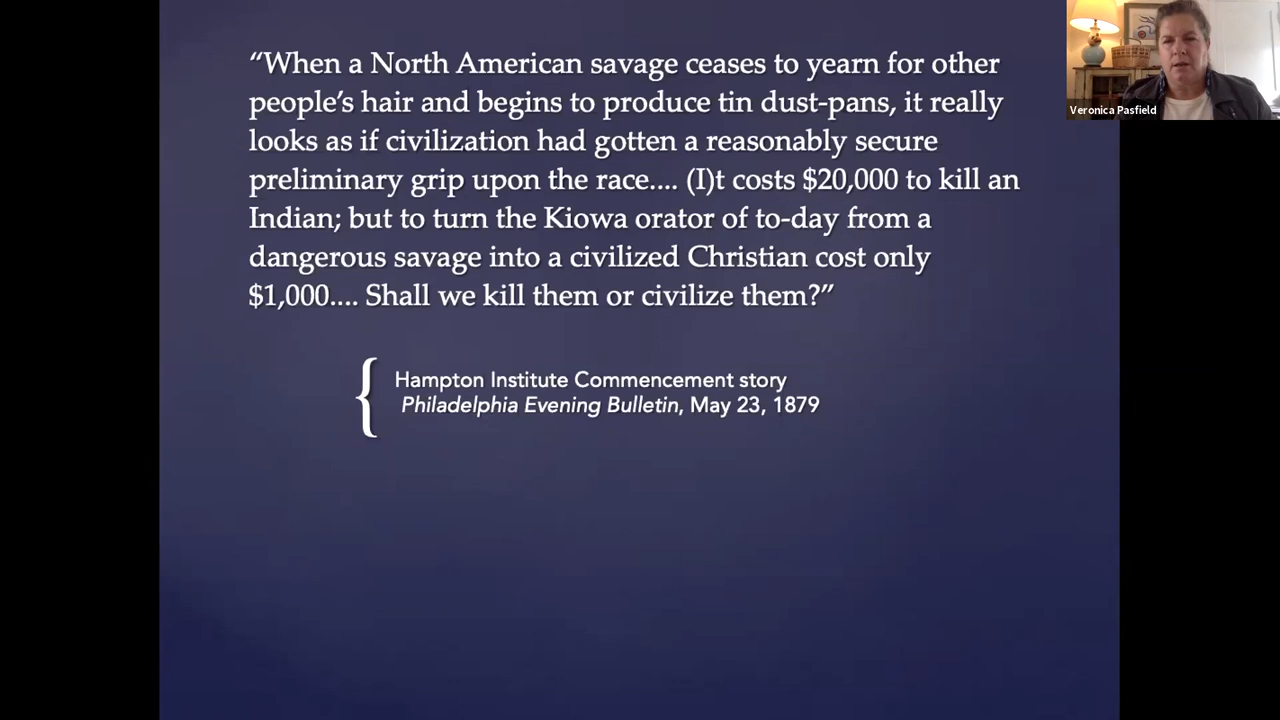 “When a North American savage ceases to yearn for other
people’s hair and begins to produce tin dust-pans, it really
looks as if civilization had gotten a reasonably secure
preliminary grip upon the race.... (I)t costs $20,000 to kill an
Indian; but to turn the Kiowa orator of to-day from a
dangerous savage into a civilized Christian cost only
$1,000.... Shall we kill them or civilize them?”
Hampton Institute Commencement story
Philadelphia Evening Bulletin, May 23, 1879
Veronica Pasfield